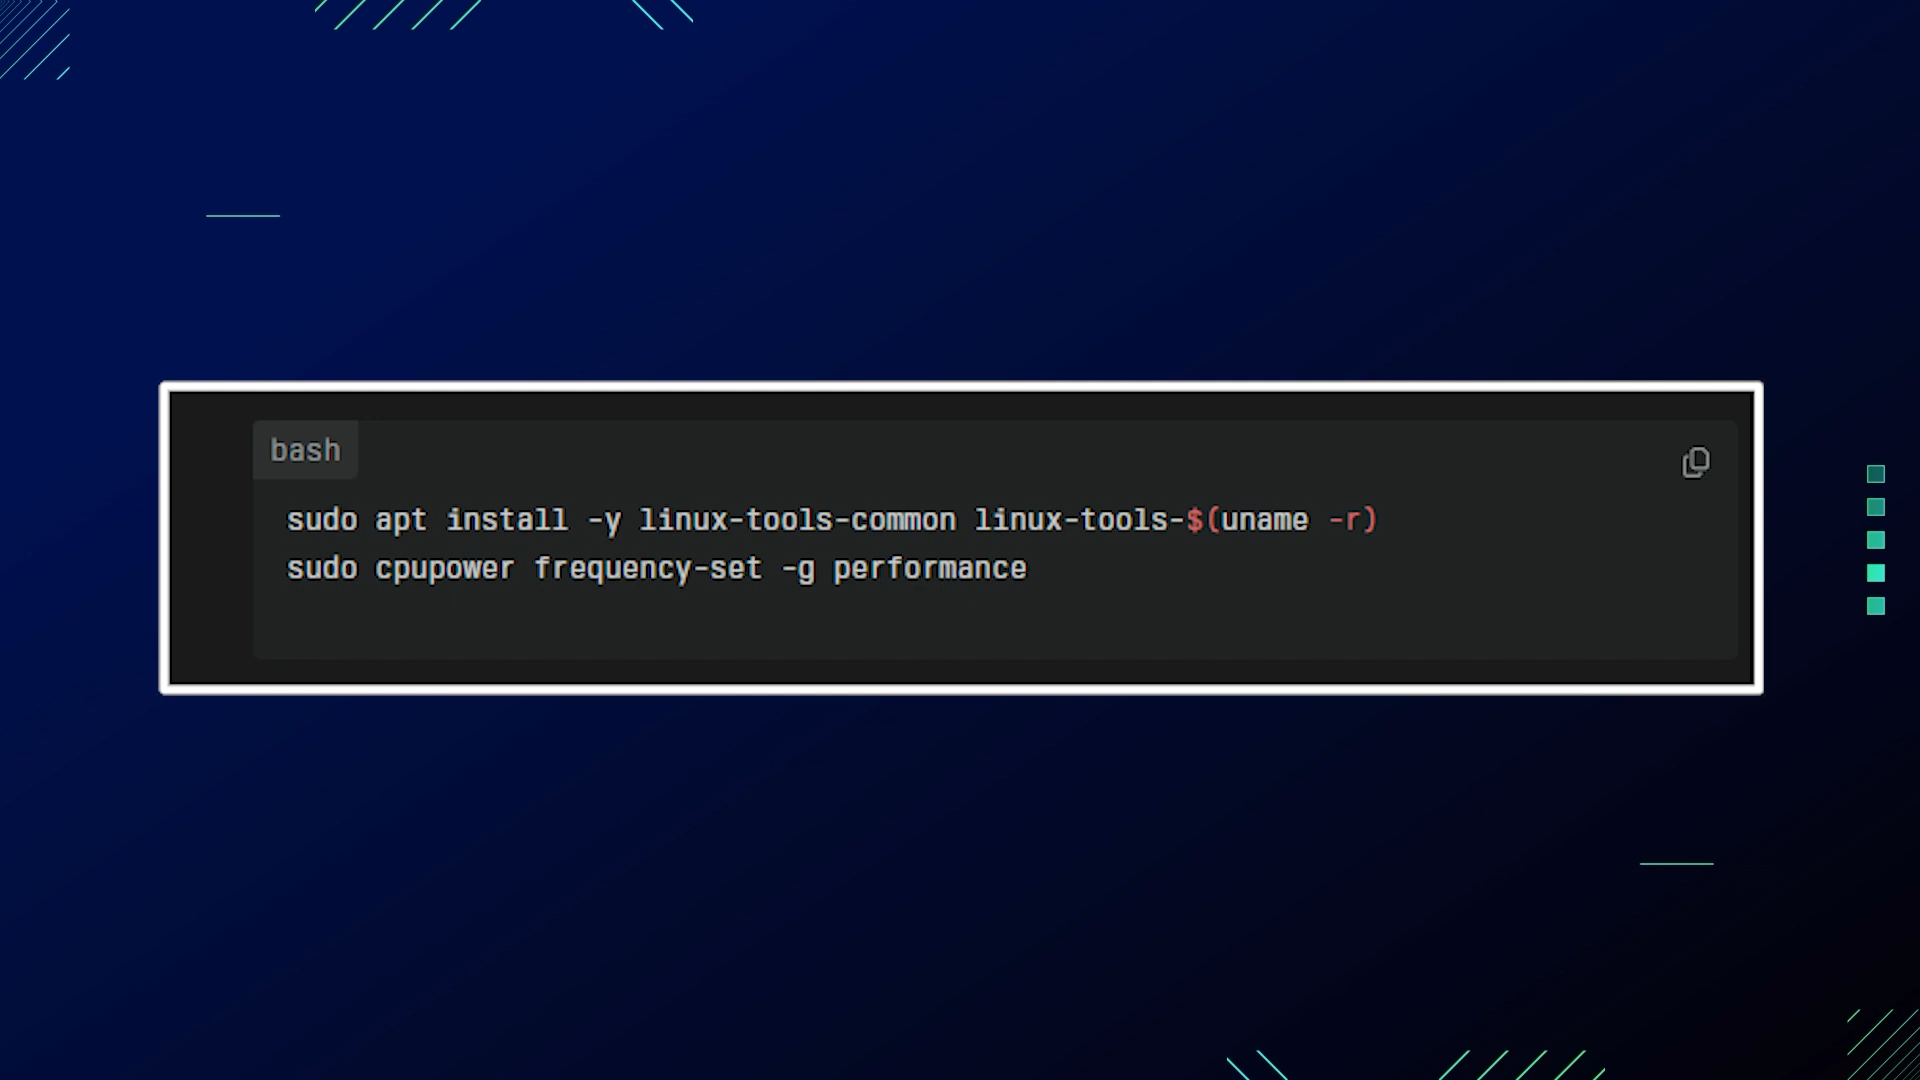 bash
sudo apt install -y linux-tools-common linux-tools-$(uname -r)
sudo cpupower frequency-set -g performance